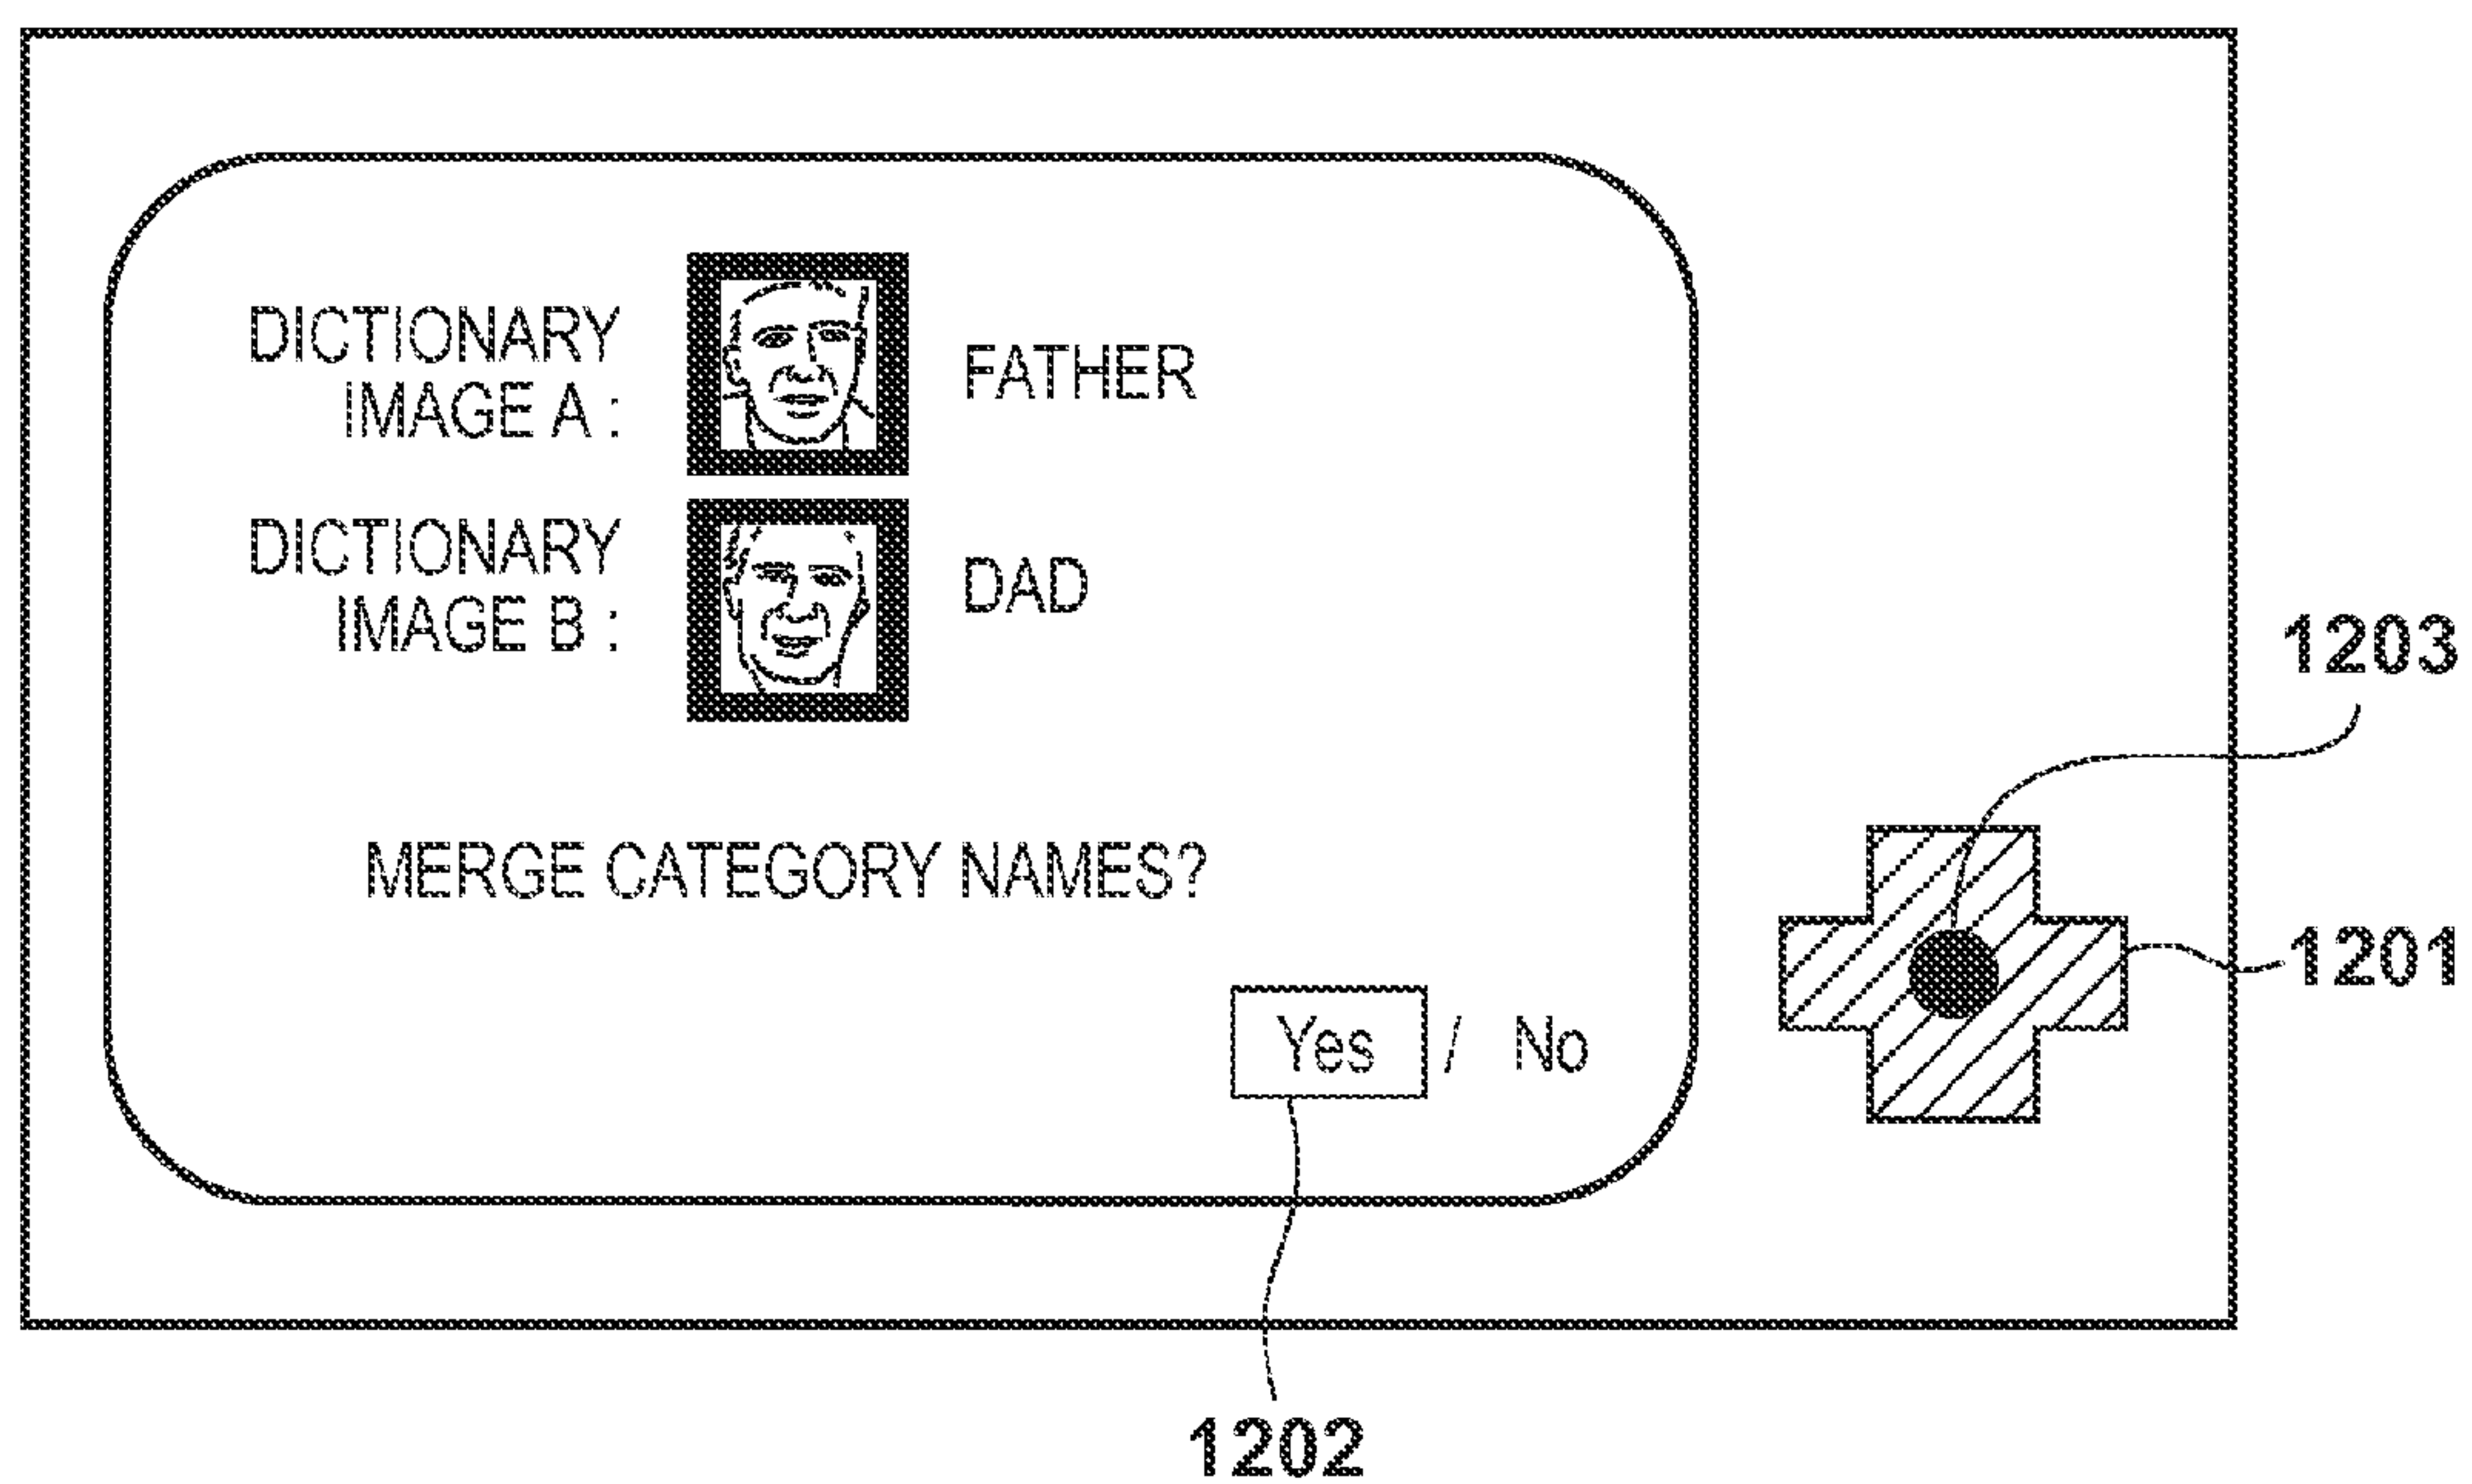 DICTIONARY
IMAGE A :
FATHER
DICTIONARY
IMAGE B :
DAD
MERGE CATEGORY NAMES?
Yes / No
1203
1201
1202